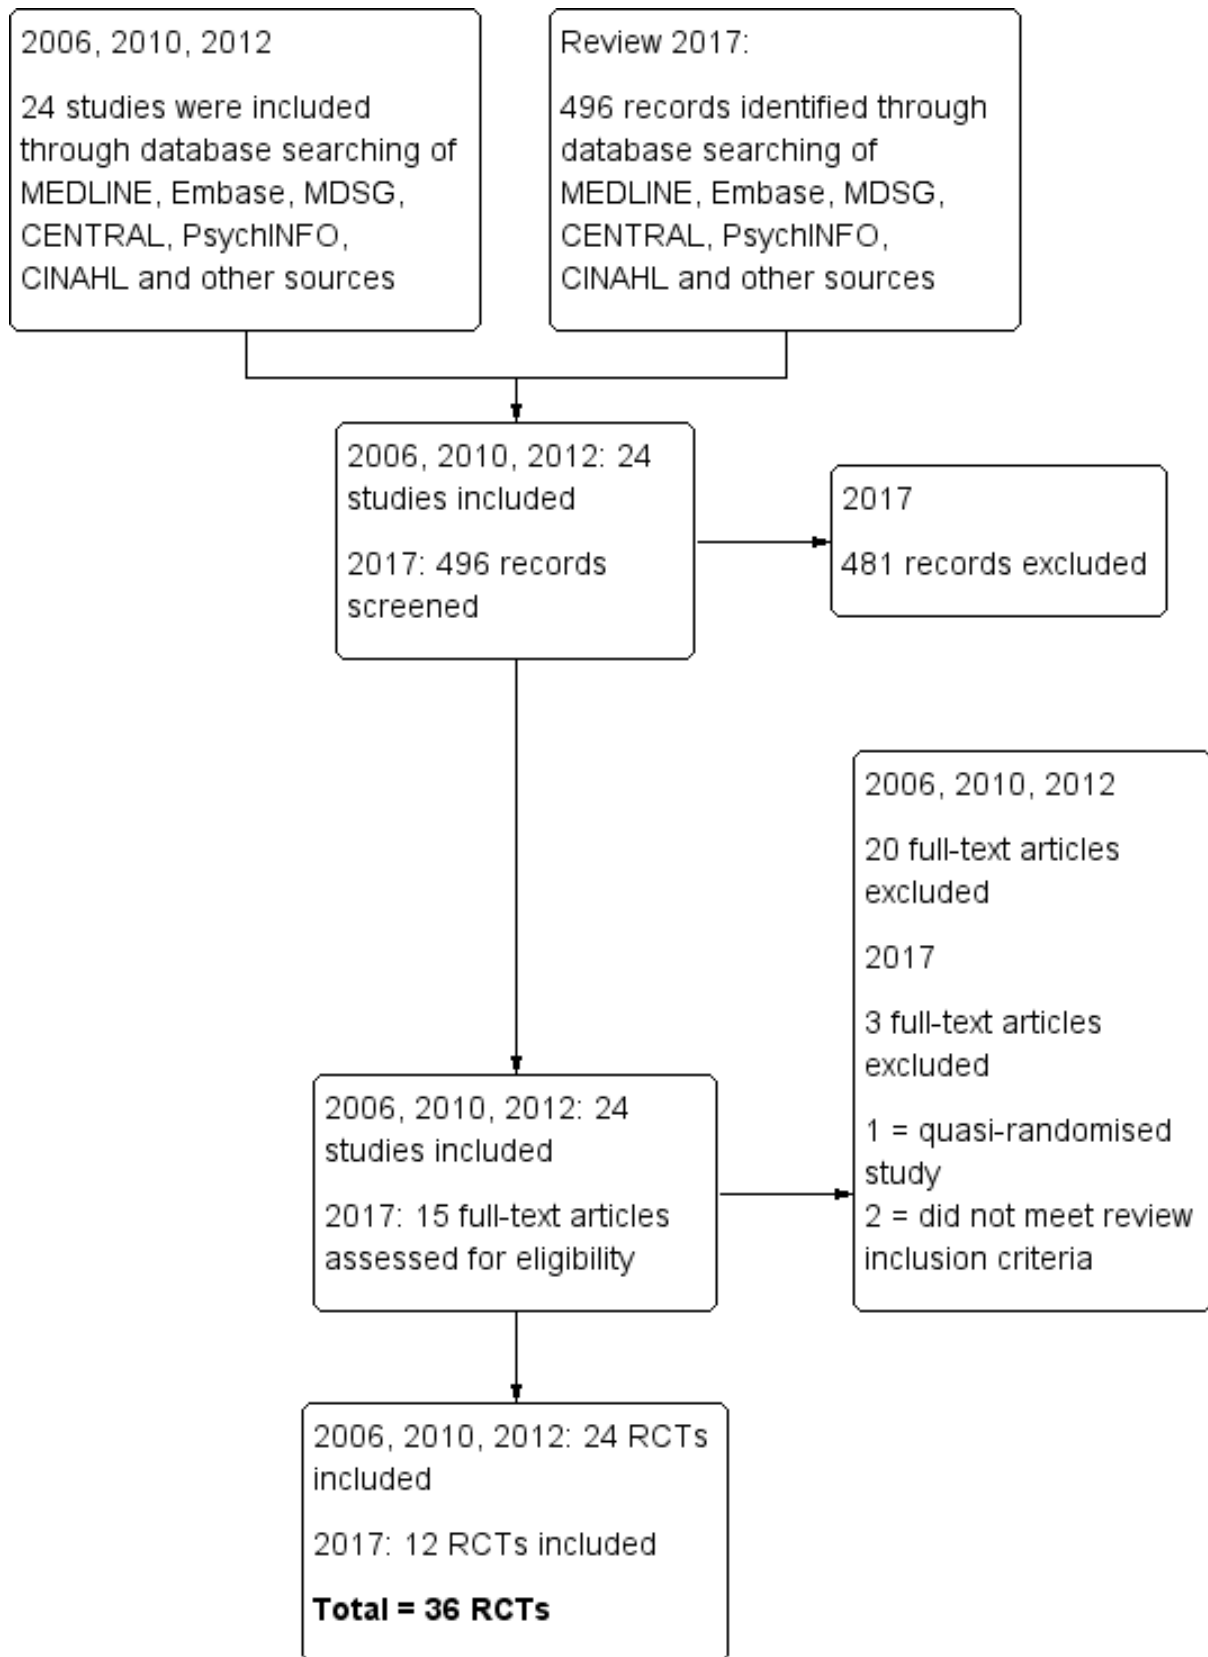 2006, 2010, 2012
24 studies were included
through database searching of
MEDLINE, Embase, MDSG,
CENTRAL, PsychINFO,
CINAHL and other sources
Review 2017:
496 records identified through
database searching of
MEDLINE, Embase, MDSG,
CENTRAL, PsychINFO,
CINAHL and other sources
2006, 2010, 2012: 24
studies included
2017: 496 records
screened
2017
481 records excluded
2006, 2010, 2012
20 full-text articles
excluded
2017
3 full-text articles
excluded
1 = quasi-randomised
study
2 = did not meet review
inclusion criteria
2006, 2010, 2012: 24
studies included
2017: 15 full-text articles
assessed for eligibility
2006, 2010, 2012: 24 RCTs
included
2017: 12 RCTs included
Total = 36 RCTs